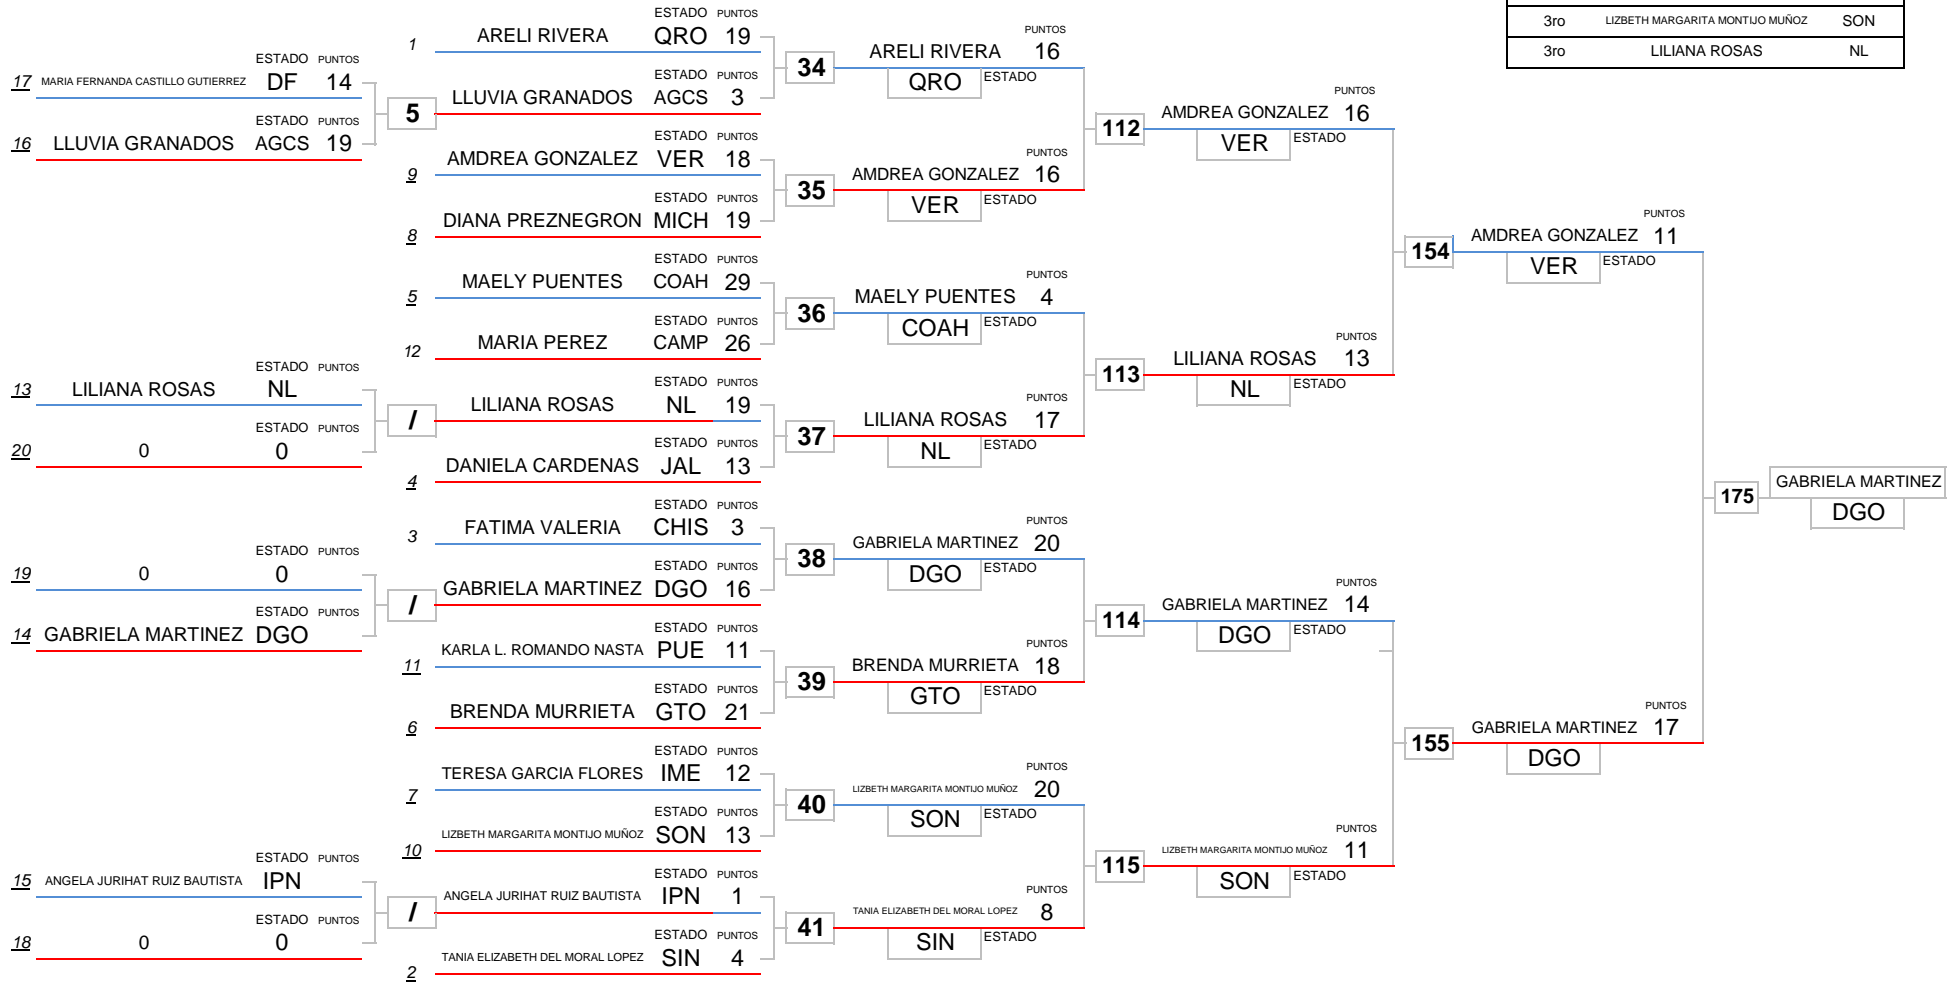 3ro LIZBETH MARGARITA MONTIJO MUÑOZ SON
3ro LILIANA ROSAS NL
ESTADO PUNTOS
17 MARIA FERNANDA CASTILLO GUTIERREZ DF 14
ESTADO PUNTOS
16 LLUVIA GRANADOS AGCS 19
5
ESTADO PUNTOS
13 LILIANA ROSAS NL
ESTADO PUNTOS
20 0 0
/
ESTADO PUNTOS
19 0 0
ESTADO PUNTOS
14 GABRIELA MARTINEZ DGO
/
ESTADO PUNTOS
15 ANGELA JURIHAT RUIZ BAUTISTA IPN
ESTADO PUNTOS
18 0 0
/
ESTADO PUNTOS
1 ARELI RIVERA QRO 19
ESTADO PUNTOS
LLUVIA GRANADOS AGCS 3
34
ESTADO PUNTOS
9 AMDREA GONZALEZ VER 18
ESTADO PUNTOS
8 DIANA PREZNEGRON MICH 19
35
ESTADO PUNTOS
5 MAELY PUENTES COAH 29
ESTADO PUNTOS
12 MARIA PEREZ CAMP 26
36
ESTADO PUNTOS
LILIANA ROSAS NL 19
ESTADO PUNTOS
4 DANIELA CARDENAS JAL 13
37
ESTADO PUNTOS
3 FATIMA VALERIA CHIS 3
ESTADO PUNTOS
GABRIELA MARTINEZ DGO 16
38
ESTADO PUNTOS
11 KARLA L. ROMANDO NASTA PUE 11
ESTADO PUNTOS
6 BRENDA MURRIETA GTO 21
39
ESTADO PUNTOS
7 TERESA GARCIA FLORES IME 12
ESTADO PUNTOS
10 LIZBETH MARGARITA MONTIJO MUÑOZ SON 13
40
ESTADO PUNTOS
ANGELA JURIHAT RUIZ BAUTISTA IPN 1
ESTADO PUNTOS
2 TANIA ELIZABETH DEL MORAL LOPEZ SIN 4
41
PUNTOS
ARELI RIVERA 16
QRO ESTADO
PUNTOS
AMDREA GONZALEZ 16
VER ESTADO
112
PUNTOS
MAELY PUENTES 4
COAH ESTADO
PUNTOS
LILIANA ROSAS 17
NL ESTADO
113
PUNTOS
GABRIELA MARTINEZ 20
DGO ESTADO
PUNTOS
BRENDA MURRIETA 18
GTO ESTADO
114
PUNTOS
LIZBETH MARGARITA MONTIJO MUÑOZ 20
SON ESTADO
PUNTOS
TANIA ELIZABETH DEL MORAL LOPEZ 8
SIN ESTADO
115
PUNTOS
AMDREA GONZALEZ 16
VER ESTADO
PUNTOS
LILIANA ROSAS 13
NL ESTADO
154
PUNTOS
GABRIELA MARTINEZ 14
DGO ESTADO
PUNTOS
LIZBETH MARGARITA MONTIJO MUÑOZ 11
SON ESTADO
155
PUNTOS
AMDREA GONZALEZ 11
VER ESTADO
PUNTOS
GABRIELA MARTINEZ 17
DGO
175
GABRIELA MARTINEZ
DGO